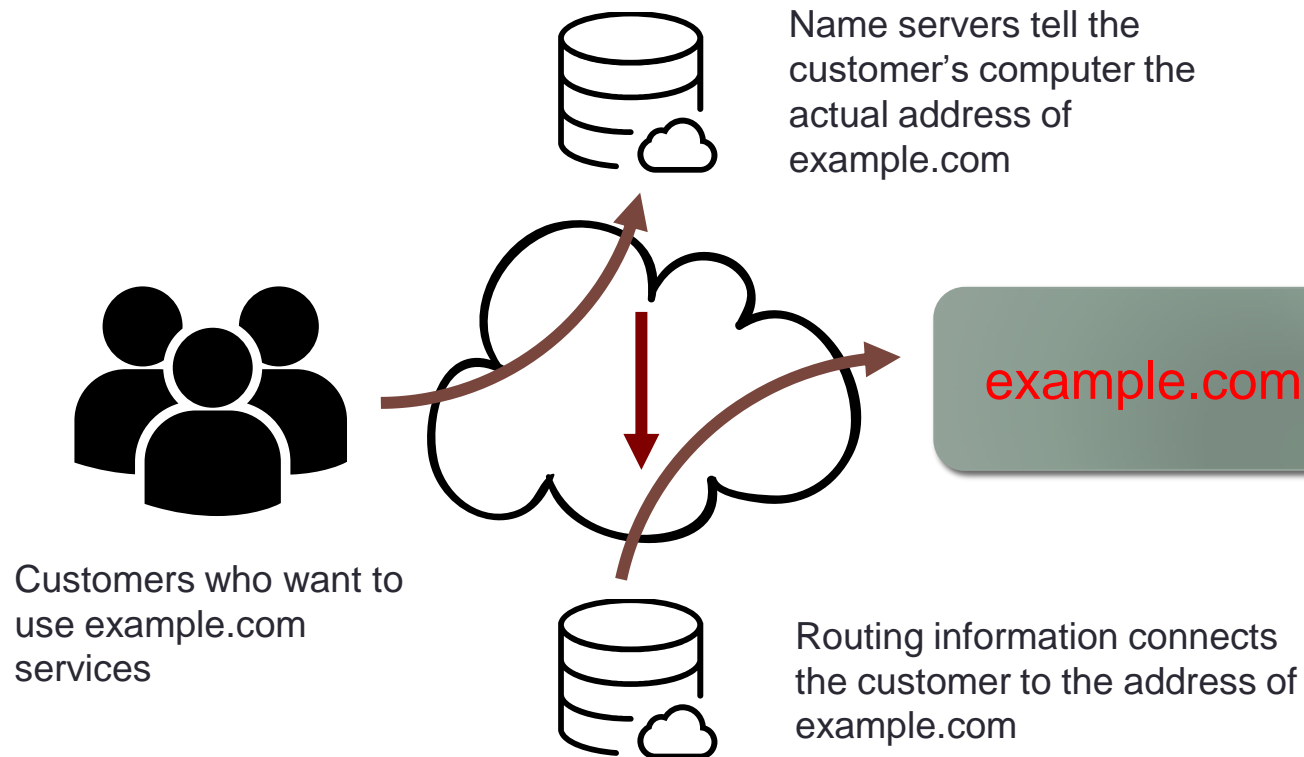 Name servers tell the
customer’s computer the
actual address of
example.com
example.com
Customers who want to
use example.com
services
Routing information connects
the customer to the address of
example.com